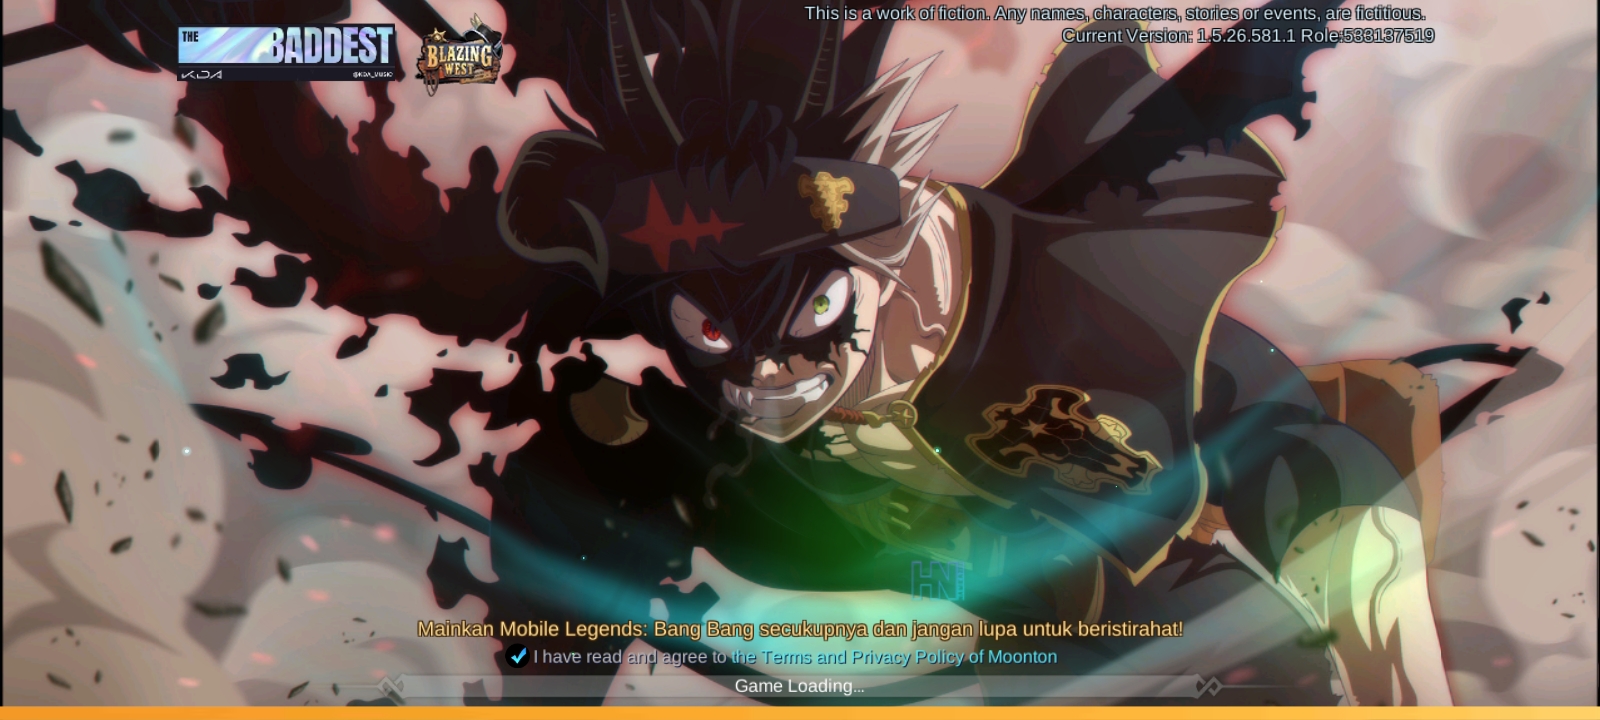 This is a work of fiction. Any names, characters, stories or events, are fictitious.
Current Version: 1.5.26.581.1 Role:583137519
THE BADDEST
K/DA @KDA_MUSIC
BLAZING
WEST
HN
Mainkan Mobile Legends: Bang Bang secukupnya dan jangan lupa untuk beristirahat!
I have read and agree to the Terms and Privacy Policy of Moonton
Game Loading...